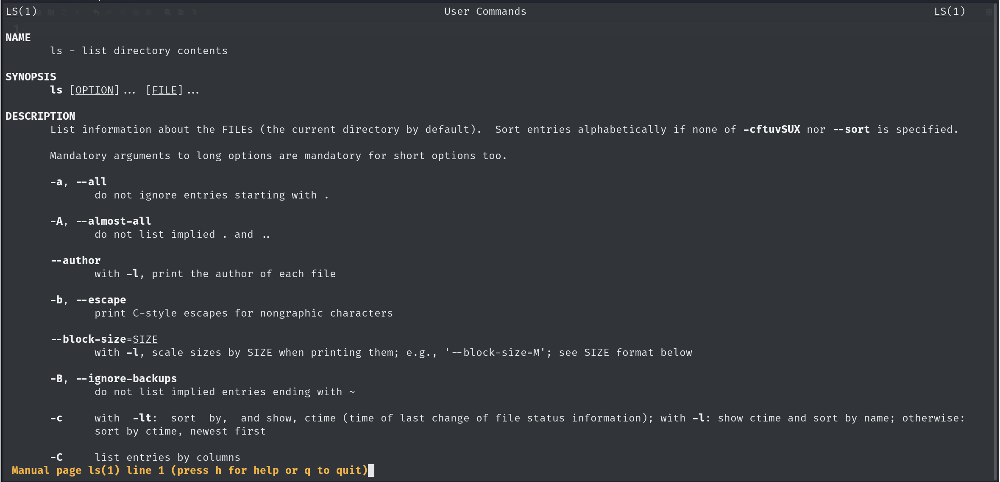 LS(1) User Commands LS(1)
NAME
ls - list directory contents
SYNOPSIS
ls [OPTION]... [FILE]...
DESCRIPTION
List information about the FILEs (the current directory by default).  Sort entries alphabetically if none of -cftuvSUX nor --sort is specified.
Mandatory arguments to long options are mandatory for short options too.
-a, --all
do not ignore entries starting with .
-A, --almost-all
do not list implied . and ..
--author
with -l, print the author of each file
-b, --escape
print C-style escapes for nongraphic characters
--block-size=SIZE
with -l, scale sizes by SIZE when printing them; e.g., '--block-size=M'; see SIZE format below
-B, --ignore-backups
do not list implied entries ending with ~
-c     with  -lt:  sort  by,  and show, ctime (time of last change of file status information); with -l: show ctime and sort by name; otherwise:
sort by ctime, newest first
-C     list entries by columns
Manual page ls(1) line 1 (press h for help or q to quit)